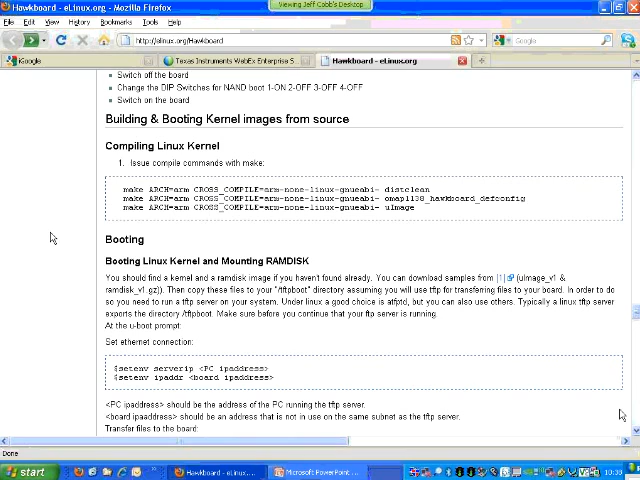 Hawkboard - eLinux.org - Mozilla Firefox
Viewing Jeff Cobb's Desktop
File Edit View History Bookmarks Tools Help
http://elinux.org/Hawkboard
Google
iGoogle
Texas Instruments WebEx Enterprise S...
Hawkboard - eLinux.org
Switch off the board
Change the DIP Switches for NAND boot 1-ON 2-OFF 3-OFF 4-OFF
Switch on the board
Building & Booting Kernel images from source
Compiling Linux Kernel
1. Issue compile commands with make:
make ARCH=arm CROSS_COMPILE=arm-none-linux-gnueabi- distclean
make ARCH=arm CROSS_COMPILE=arm-none-linux-gnueabi- omapl138_hawkboard_defconfig
make ARCH=arm CROSS_COMPILE=arm-none-linux-gnueabi- uImage
Booting
Booting Linux Kernel and Mounting RAMDISK
You should find a kernel and a ramdisk image if you haven't found already. You can download samples from [1] (uImage_v1 &
ramdisk_v1.gz)). Then copy these files to your "/tftpboot" directory assuming you will use tftp for transferring files to your board. In order to do
so you need to run a tftp server on your system. Under linux a good choice is atftptd, but you can also use others. Typically a linux tftp server
exports the directory /tftpboot. Make sure before you continue that your ftp server is running.
At the u-boot prompt:
Set ethernet connection:
$setenv serverip <PC ipaddress>
$setenv ipaddr <board ipaddress>
<PC ipaddress> should be the address of the PC running the tftp server.
<board ipaaddress> should be an address that is not in use on the same subnet as the tftp server.
Transfer files to the board:
Done
start
Hawkboard - eLinux....
Microsoft PowerPoint ...
10:38